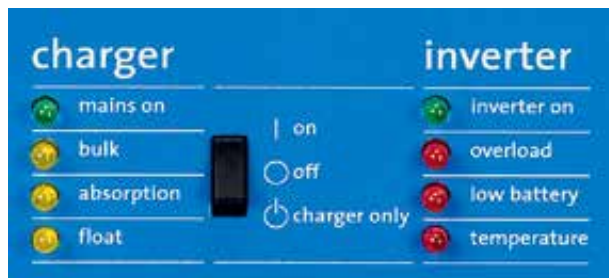 charger
mains on
bulk
absorption
float
on
off
charger only
inverter
inverter on
overload
low battery
temperature